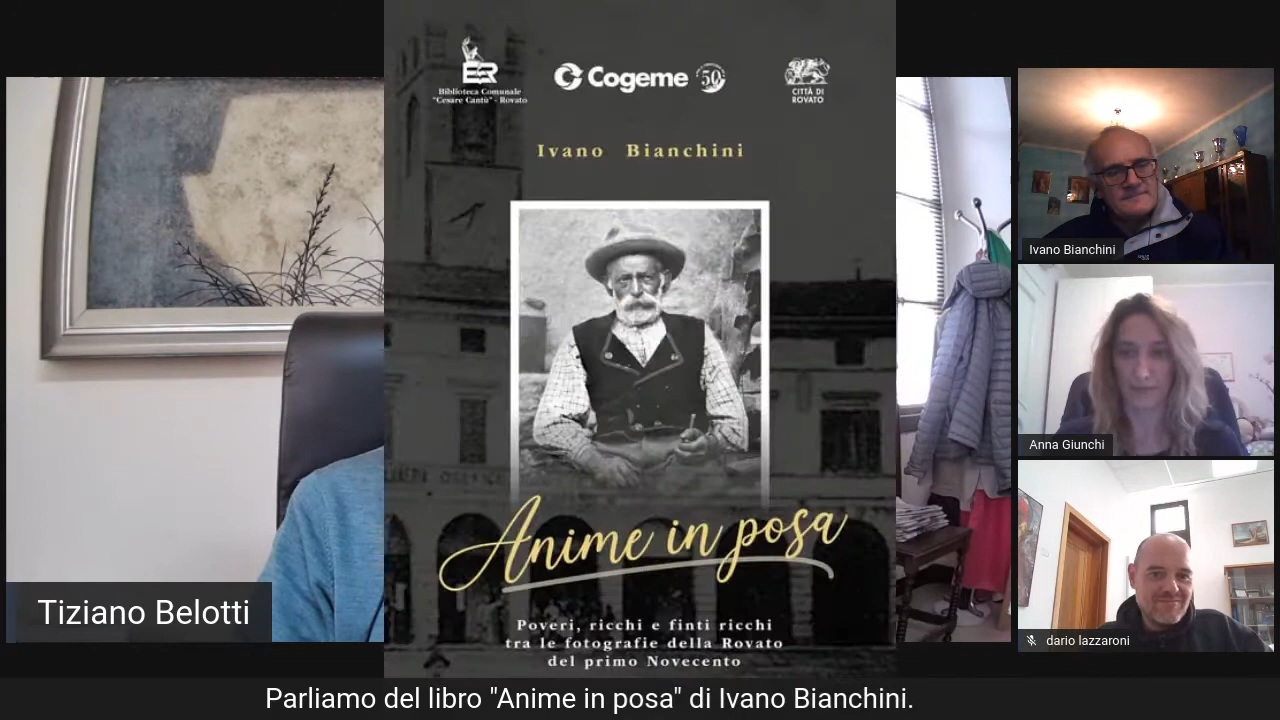 Biblioteca Comunale
"Cesare Cantù" - Rovato
Cogeme 50
CITTÀ DI
ROVATO
Ivano Bianchini
Anime in posa
Poveri, ricchi e finti ricchi
tra le fotografie della Rovato
del primo Novecento
Tiziano Belotti
Ivano Bianchini
Anna Giunchi
dario lazzaroni
Parliamo del libro "Anime in posa" di Ivano Bianchini.